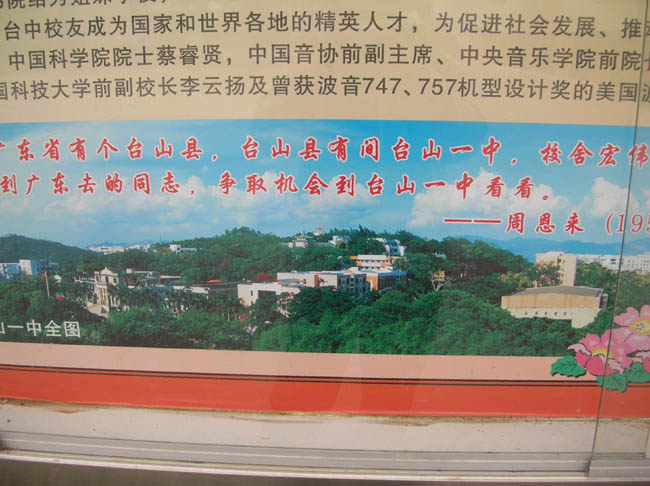 台中校友成为国家和世界各地的精英人才，为促进社会发展、推动
中国科学院院士蔡睿贤，中国音协前副主席、中央音乐学院前院长
国科技大学前副校长李云扬及曾获波音747、757机型设计奖的美国波
广东省有个台山县，台山县有间台山一中，校舍宏伟
到广东去的同志，争取机会到台山一中看看。
——周恩来（195
山一中全图